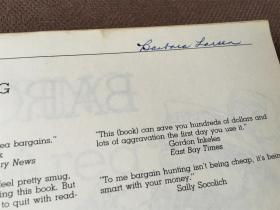 Barbara Larsen
G
ea bargains."
k
ry News
feel pretty smug,
ing this book. But
to quit with read-
"This (book) can save you hundreds of dollars and
lots of aggravation the first day you use it."
Gordon Inkeles
East Bay Times
"To me bargain hunting isn't being cheap, it's bein
smart with your money."
Sally Socolich